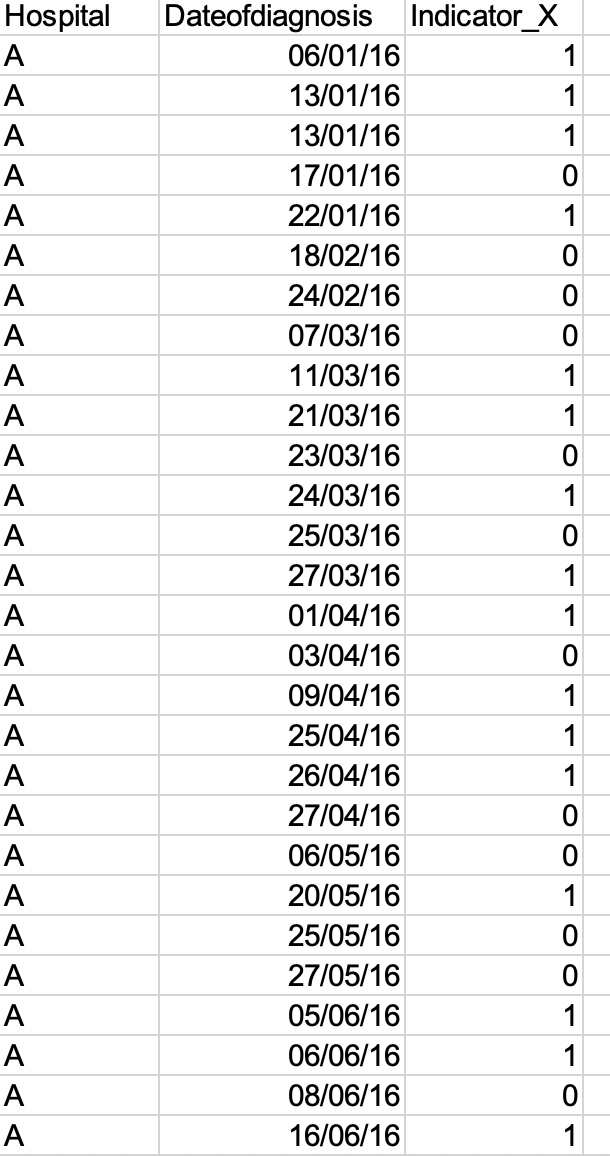 Hospital Dateofdiagnosis Indicator_X
A 06/01/16 1
A 13/01/16 1
A 13/01/16 1
A 17/01/16 0
A 22/01/16 1
A 18/02/16 0
A 24/02/16 0
A 07/03/16 0
A 11/03/16 1
A 21/03/16 1
A 23/03/16 0
A 24/03/16 1
A 25/03/16 0
A 27/03/16 1
A 01/04/16 1
A 03/04/16 0
A 09/04/16 1
A 25/04/16 1
A 26/04/16 1
A 27/04/16 0
A 06/05/16 0
A 20/05/16 1
A 25/05/16 0
A 27/05/16 0
A 05/06/16 1
A 06/06/16 1
A 08/06/16 0
A 16/06/16 1